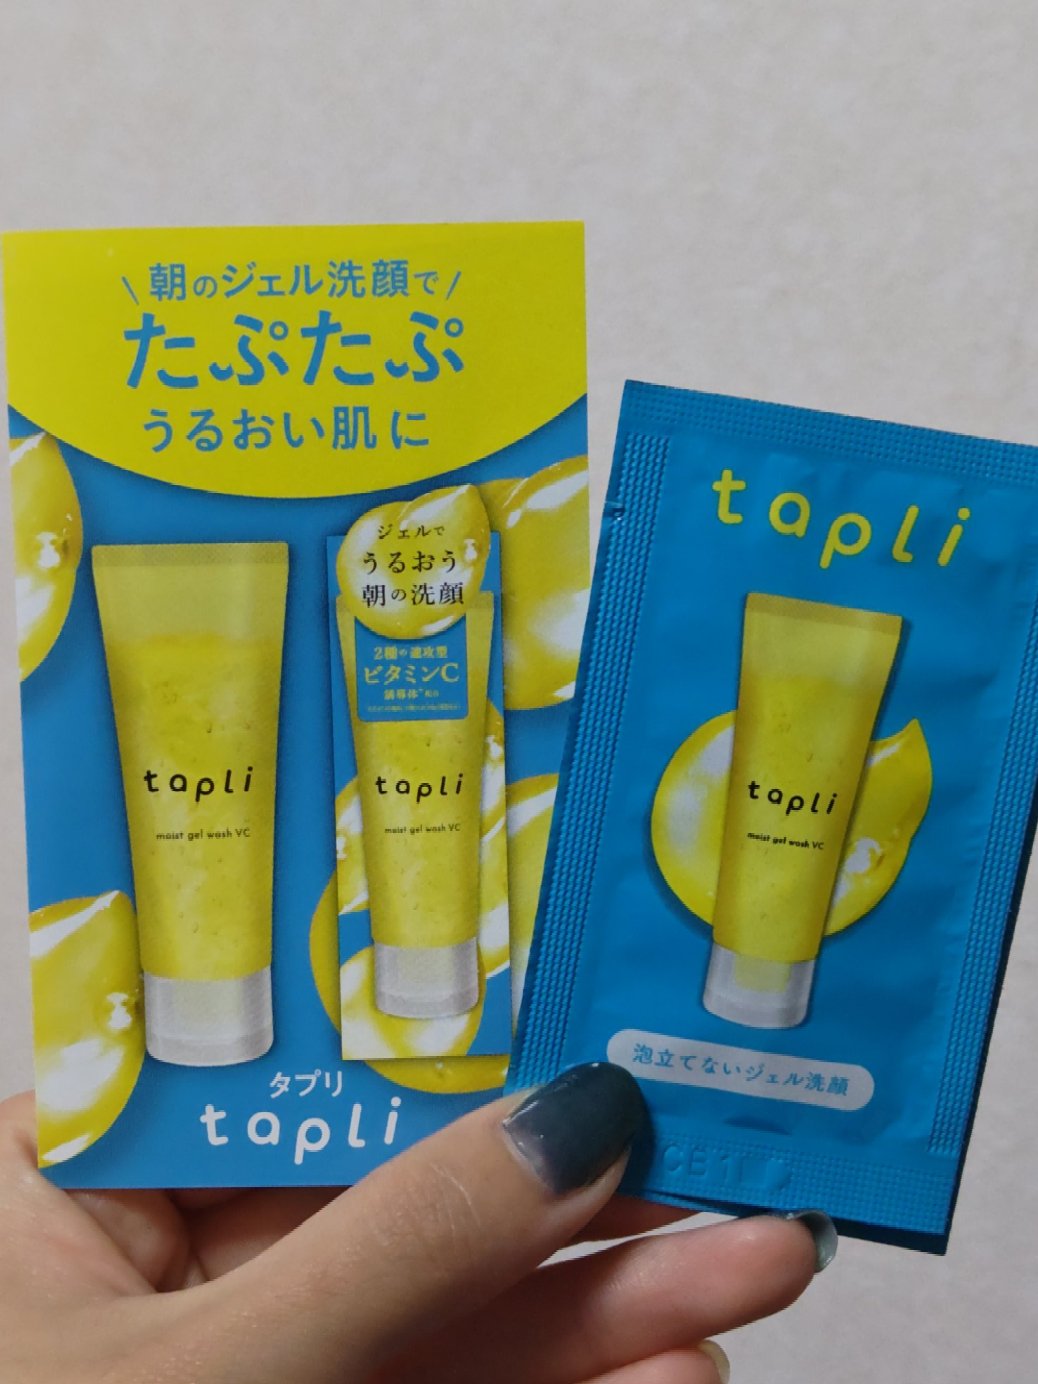 朝のジェル洗顔で
たぷたぷ
うるおい肌に
ジェルで
うるおう
朝の洗顔
2種の速攻型
ビタミンC
誘導体*配合
tapli
moist gel wash VC
tapli
moist gel wash VC
タプリ
tapli
tapli
tapli
moist gel wash VC
泡立てないジェル洗顔